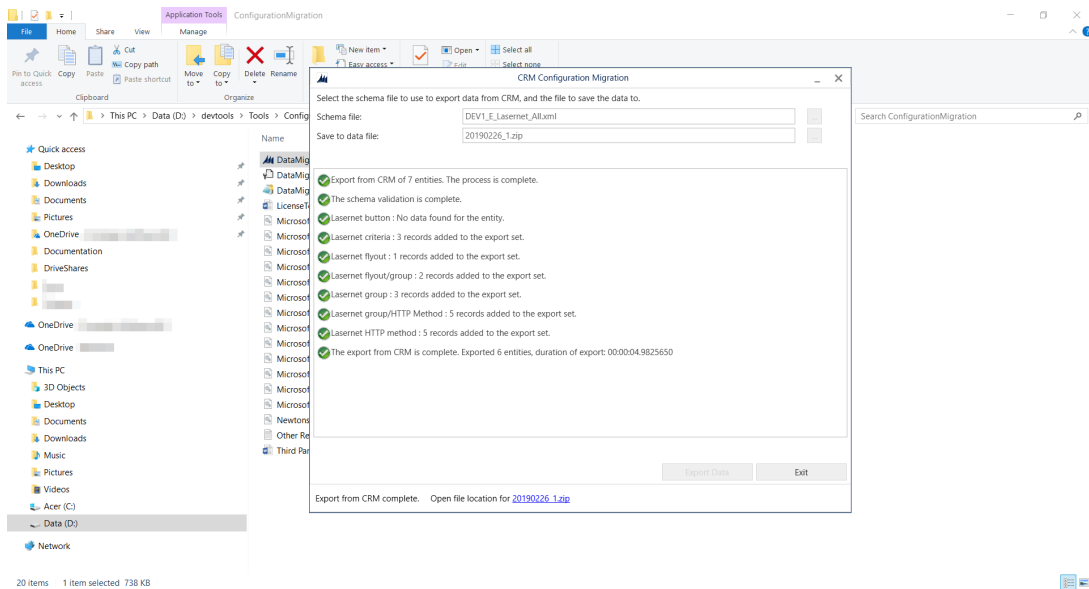 Application Tools ConfigurationMigration
File Home Share View Manage
Pin to Quick access
Copy
Paste
Cut
Copy path
Paste shortcut
Move to
Copy to
Delete
Rename
New item
Easy access
Open
Edit
Select all
Select none
Clipboard
Organize
This PC > Data (D:) > devtools > Tools > Config
Search ConfigurationMigration
Quick access
Desktop
Downloads
Documents
Pictures
OneDrive
Documentation
DriveShares
OneDrive
OneDrive
This PC
3D Objects
Desktop
Documents
Downloads
Music
Pictures
Videos
Acer (C:)
Data (D:)
Network
Name
DataMig
DataMig
DataMig
LicenseTe
Microsof
Microsof
Microsof
Microsof
Microsof
Microsof
Microsof
Microsof
Microsof
Microsof
Microsof
Microsof
Microsof
Newtons
Other Re
Third Par
CRM Configuration Migration
Select the schema file to use to export data from CRM, and the file to save the data to.
Schema file: DEV1_E_Lasernet_All.xml ...
Save to data file: 20190226_1.zip ...
Export from CRM of 7 entities. The process is complete.
The schema validation is complete.
Lasernet button : No data found for the entity.
Lasernet criteria : 3 records added to the export set.
Lasernet flyout : 1 records added to the export set.
Lasernet flyout/group : 2 records added to the export set.
Lasernet group : 3 records added to the export set.
Lasernet group/HTTP Method : 5 records added to the export set.
Lasernet HTTP method : 5 records added to the export set.
The export from CRM is complete. Exported 6 entities, duration of export: 00:00:04.9825650
Export Data Exit
Export from CRM complete. Open file location for 20190226_1.zip
20 items 1 item selected 738 KB